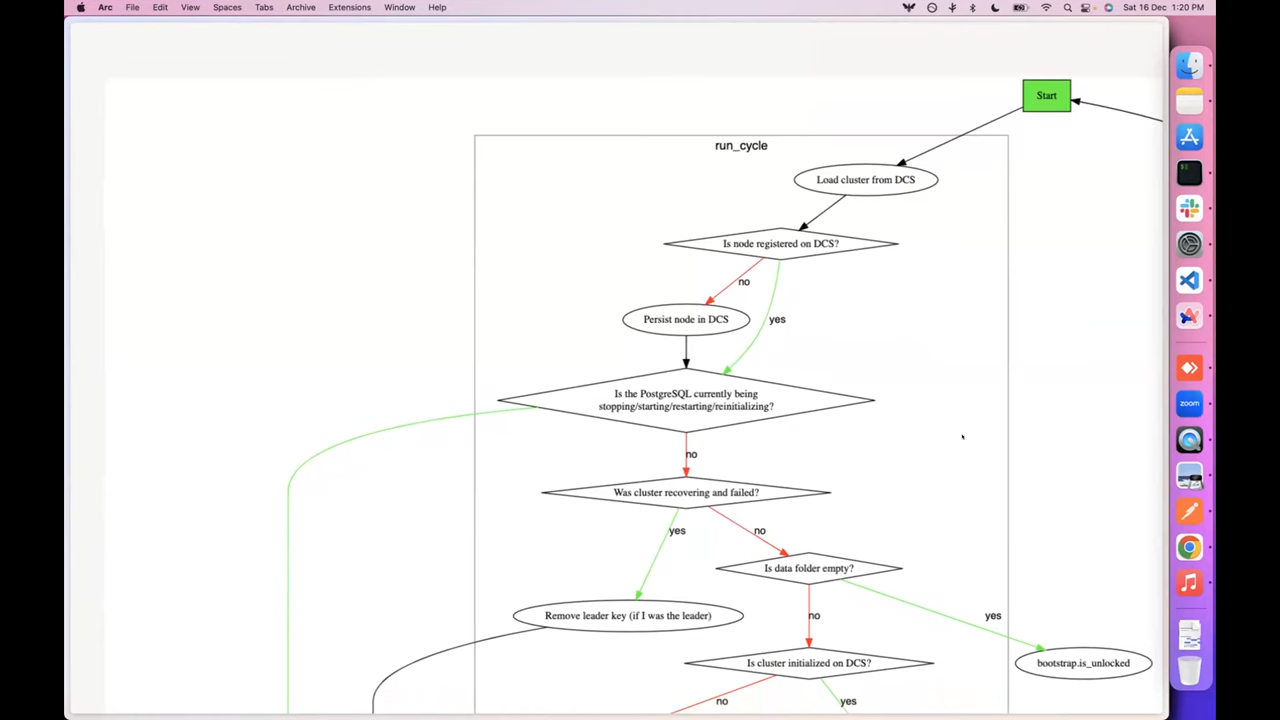 Arc File Edit View Spaces Tabs Archive Extensions Window Help Sat 16 Dec 1:20 PM
Start
run_cycle
Load cluster from DCS
Is node registered on DCS?
no
Persist node in DCS
yes
Is the PostgreSQL currently being
stopping/starting/restarting/reinitializing?
no
Was cluster recovering and failed?
yes
no
Is data folder empty?
Remove leader key (if I was the leader)
no
yes
Is cluster initialized on DCS?
bootstrap.is_unlocked
no
yes
zoom